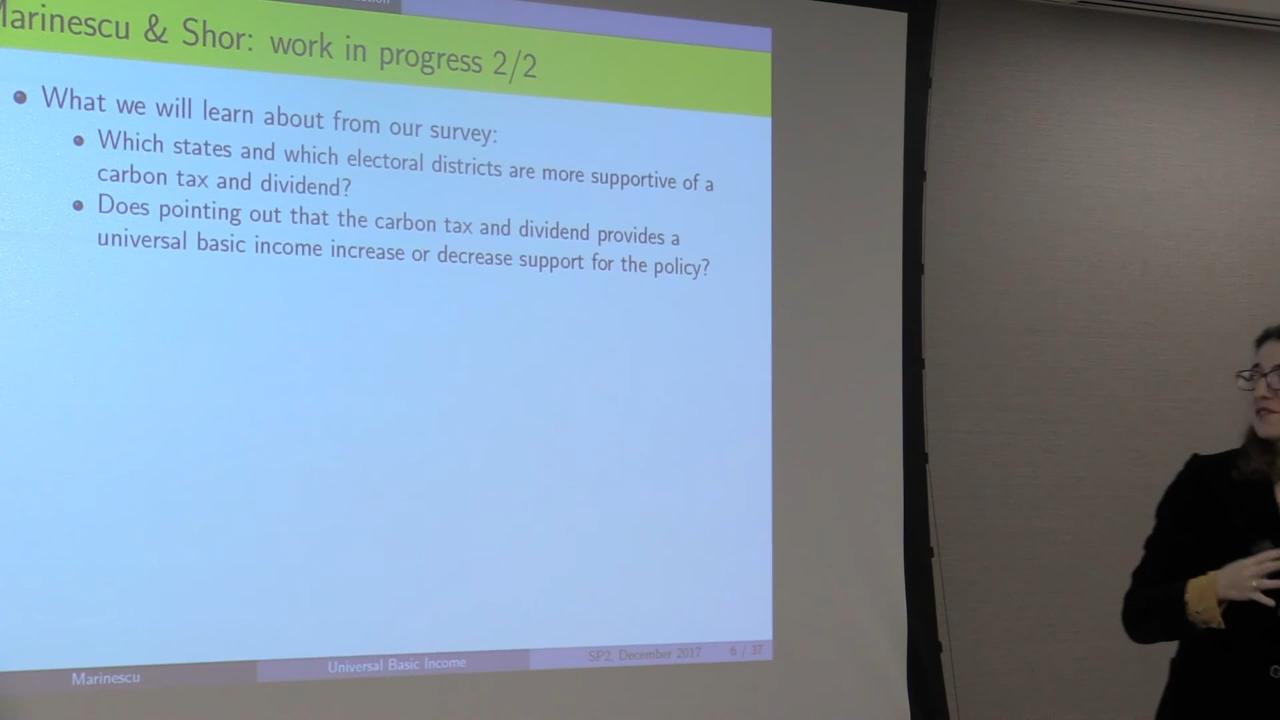 Marinescu & Shor: work in progress 2/2
What we will learn about from our survey:
Which states and which electoral districts are more supportive of a
carbon tax and dividend?
Does pointing out that the carbon tax and dividend provides a
universal basic income increase or decrease support for the policy?
Marinescu
Universal Basic Income
SP2, December 2017
6 / 37